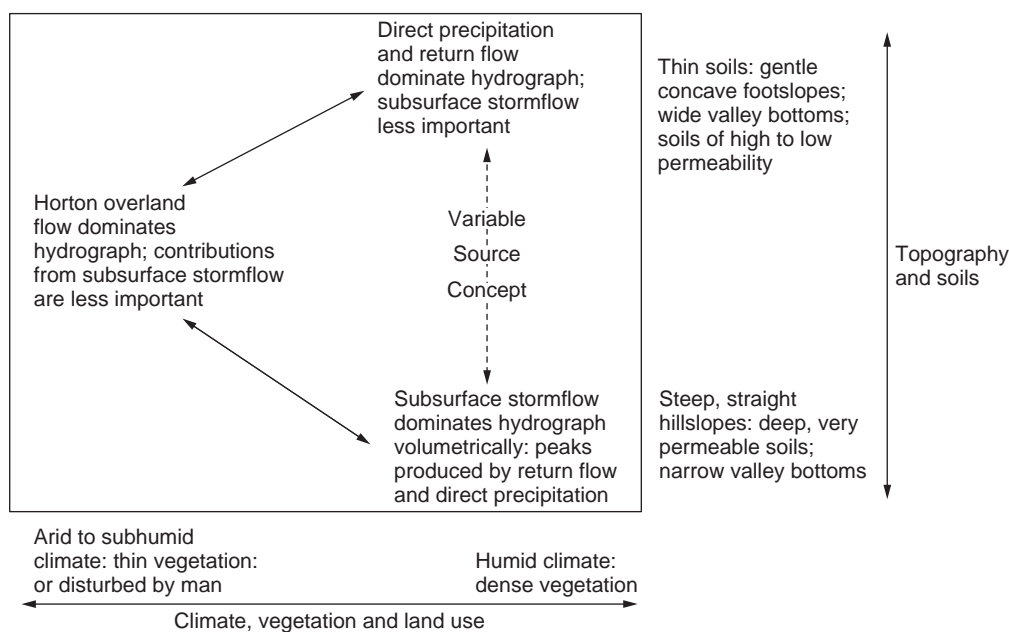 Direct precipitation
and return flow
dominate hydrograph;
subsurface stormflow
less important
Thin soils: gentle
concave footslopes;
wide valley bottoms;
soils of high to low
permeability
Horton overland
flow dominates
hydrograph; contributions
from subsurface stormflow
are less important
Variable
Source
Concept
Topography
and soils
Subsurface stormflow
dominates hydrograph
volumetrically: peaks
produced by return flow
and direct precipitation
Steep, straight
hillslopes: deep, very
permeable soils;
narrow valley bottoms
Arid to subhumid
climate: thin vegetation:
or disturbed by man
Humid climate:
dense vegetation
Climate, vegetation and land use